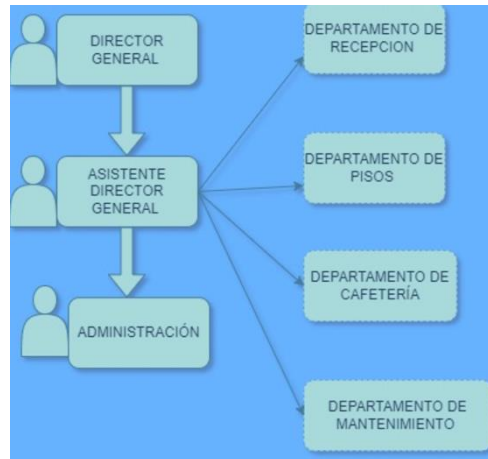 DIRECTOR
GENERAL
ASISTENTE
DIRECTOR
GENERAL
ADMINISTRACIÓN
DEPARTAMENTO DE
RECEPCION
DEPARTAMENTO DE
PISOS
DEPARTAMENTO DE
CAFETERÍA
DEPARTAMENTO DE
MANTENIMIENTO